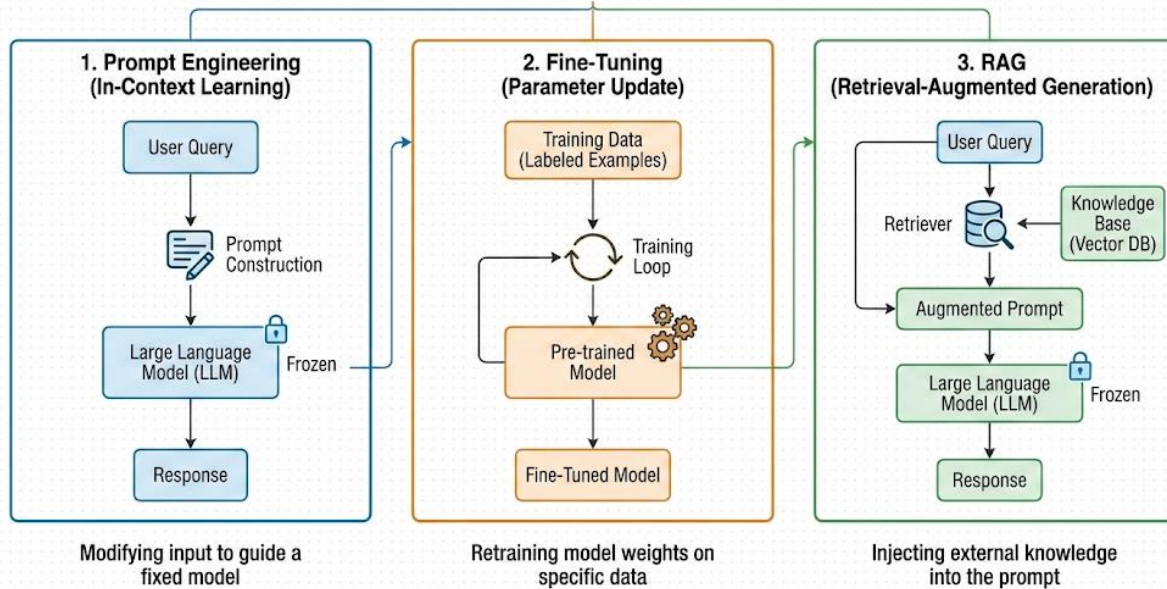 1. Prompt Engineering
(In-Context Learning)
User Query
Prompt
Construction
Large Language
Model (LLM)
Frozen
Response
Modifying input to guide a
fixed model
2. Fine-Tuning
(Parameter Update)
Training Data
(Labeled Examples)
Training
Loop
Pre-trained
Model
Fine-Tuned Model
Retraining model weights on
specific data
3. RAG
(Retrieval-Augmented Generation)
User Query
Retriever
Knowledge
Base
(Vector DB)
Augmented Prompt
Large Language
Model (LLM)
Frozen
Response
Injecting external knowledge
into the prompt